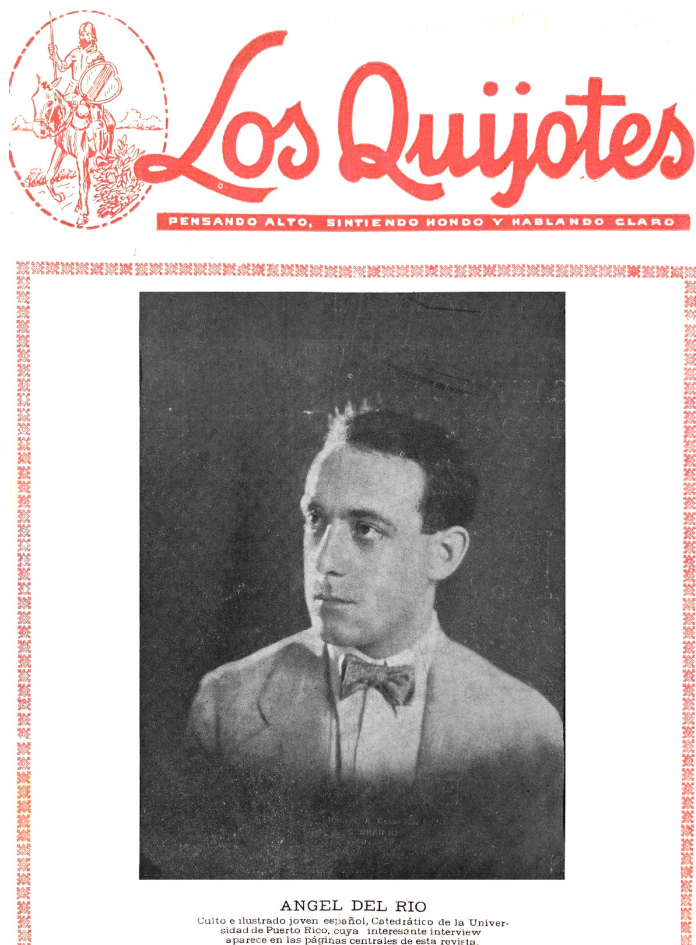 Los Quijotes
PENSANDO ALTO, SINTIENDO HONDO Y HABLANDO CLARO
ANGEL DEL RIO
Culto e ilustrado joven español, Catedrático de la Univer-
sidad de Puerto Rico, cuya interesante interview
aparece en las páginas centrales de esta revista.